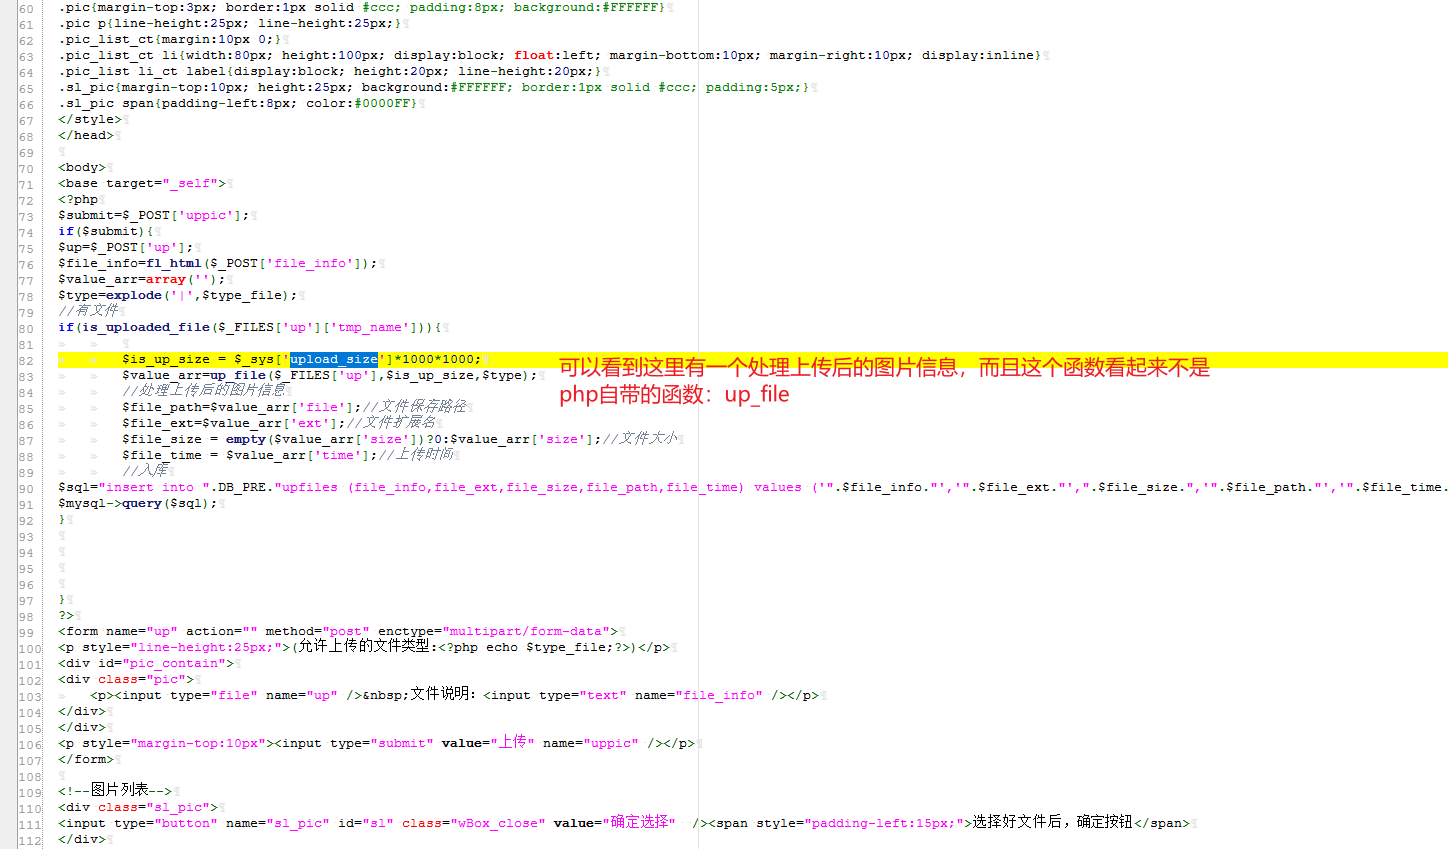 60 .pic{margin-top:3px; border:1px solid #ccc; padding:8px; background:#FFFFFF}
61 .pic p{line-height:25px; line-height:25px;}
62 .pic_list_ct{margin:10px 0;}
63 .pic_list_ct li{width:80px; height:100px; display:block; float:left; margin-bottom:10px; margin-right:10px; display:inline}
64 .pic_list li_ct label{display:block; height:20px; line-height:20px;}
65 .sl_pic{margin-top:10px; height:25px; background:#FFFFFF; border:1px solid #ccc; padding:5px;}
66 .sl_pic span{padding-left:8px; color:#0000FF}
67 </style>
68 </head>
69
70 <body>
71 <base target="_self">
72 <?php
73 $submit=$_POST['uppic'];
74 if($submit){
75 $up=$_POST['up'];
76 $file_info=fl_html($_POST['file_info']);
77 $value_arr=array('');
78 $type=explode('|',$type_file);
79 //有文件
80 if(is_uploaded_file($_FILES['up']['tmp_name'])){
81
82 $is_up_size = $_sys['upload_size']*1000*1000;
83 $value_arr=up_file($_FILES['up'],$is_up_size,$type);
可以看到这里有一个处理上传后的图片信息，而且这个函数看起来不是
php自带的函数：up_file
84 //处理上传后的图片信息
85 $file_path=$value_arr['file'];//文件保存路径
86 $file_ext=$value_arr['ext'];//文件扩展名
87 $file_size = empty($value_arr['size'])?0:$value_arr['size'];//文件大小
88 $file_time = $value_arr['time'];//上传时间
89 //入库
90 $sql="insert into ".DB_PRE."upfiles (file_info,file_ext,file_size,file_path,file_time) values ('".$file_info."','".$file_ext."',".$file_size.",'".$file_path."','".$file_time.
91 $mysql->query($sql);
92 }
93
94
95
96
97 }
98 ?>
99 <form name="up" action="" method="post" enctype="multipart/form-data">
100 <p style="line-height:25px;">(允许上传的文件类型:<?php echo $type_file;?>)</p>
101 <div id="pic_contain">
102 <div class="pic">
103 <p><input type="file" name="up" />&nbsp;文件说明：<input type="text" name="file_info" /></p>
104 </div>
105 </div>
106 <p style="margin-top:10px"><input type="submit" value="上传" name="uppic" /></p>
107 </form>
108
109 <!--图片列表-->
110 <div class="sl_pic">
111 <input type="button" name="sl_pic" id="sl" class="wBox_close" value="确定选择" /><span style="padding-left:15px;">选择好文件后，确定按钮</span>
112 </div>